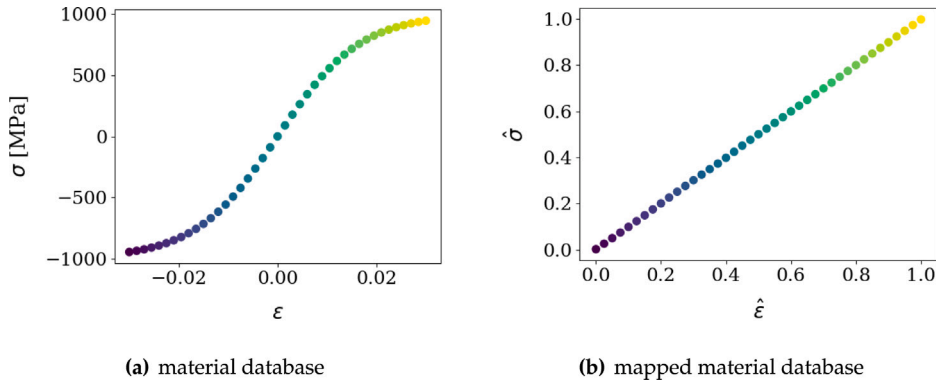 1000
500
0
−500
−1000
σ [MPa]
−0.02 0.00 0.02
ε
(a) material database
1.0
0.8
0.6
0.4
0.2
0.0
σ̂
0.0 0.2 0.4 0.6 0.8 1.0
ε̂
(b) mapped material database